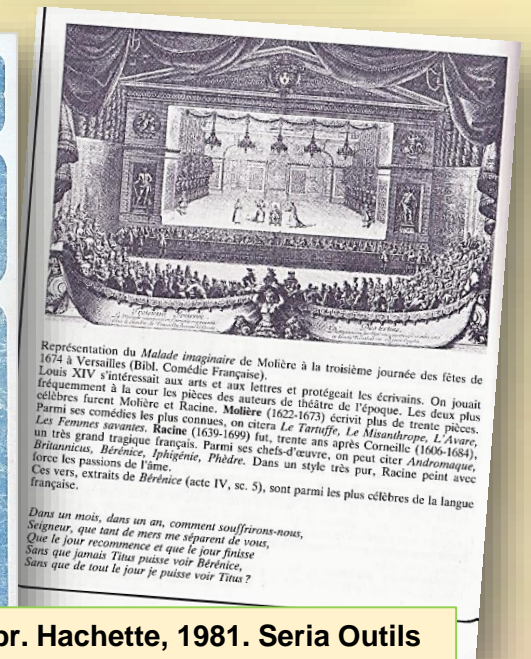 Troisième Journée
Représentation du Malade imaginaire de Molière à la troisième journée des fêtes de
1674 à Versailles (Bibl. Comédie Française).
Louis XIV s'intéressait aux arts et aux lettres et protégeait les écrivains. On jouait
fréquemment à la cour les pièces des auteurs de théâtre de l'époque. Les deux plus
célèbres furent Molière et Racine. Molière (1622-1673) écrivit plus de trente pièces.
Parmi ses comédies les plus connues, on citera Le Tartuffe, Le Misanthrope, L'Avare,
Les Femmes savantes. Racine (1639-1699) fut, trente ans après Corneille (1606-1684),
un très grand tragique français. Parmi ses chefs-d'œuvre, on peut citer Andromaque,
Britannicus, Bérénice, Iphigénie, Phèdre. Dans un style très pur, Racine peint avec
force les passions de l'âme.
Ces vers, extraits de Bérénice (acte IV, sc. 5), sont parmi les plus célèbres de la langue
française.
Dans un mois, dans un an, comment souffrirons-nous,
Seigneur, que tant de mers me séparent de vous,
Que le jour recommence et que le jour finisse
Sans que jamais Titus puisse voir Bérénice,
Sans que de tout le jour je puisse voir Titus ?
pr. Hachette, 1981. Seria Outils